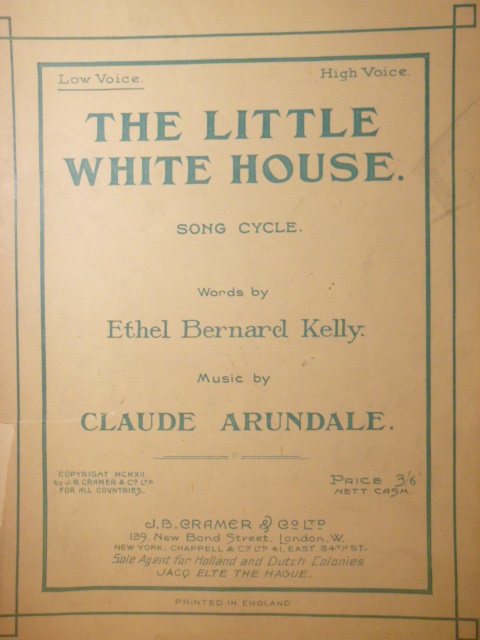 Low Voice. High Voice.
THE LITTLE
WHITE HOUSE.
SONG CYCLE.
Words by
Ethel Bernard Kelly.
Music by
CLAUDE ARUNDALE.
COPYRIGHT MCMXII.
by J.B. CRAMER & CO LTD
FOR ALL COUNTRIES.
PRICE 3/6
NETT CASH.
J.B. CRAMER & CO LTD
139, New Bond Street, London, W.
NEW YORK, CHAPPELL & CO LTD 41, EAST 34TH ST.
Sole Agent for Holland and Dutch Colonies
JACQ ELTE THE HAGUE.
PRINTED IN ENGLAND